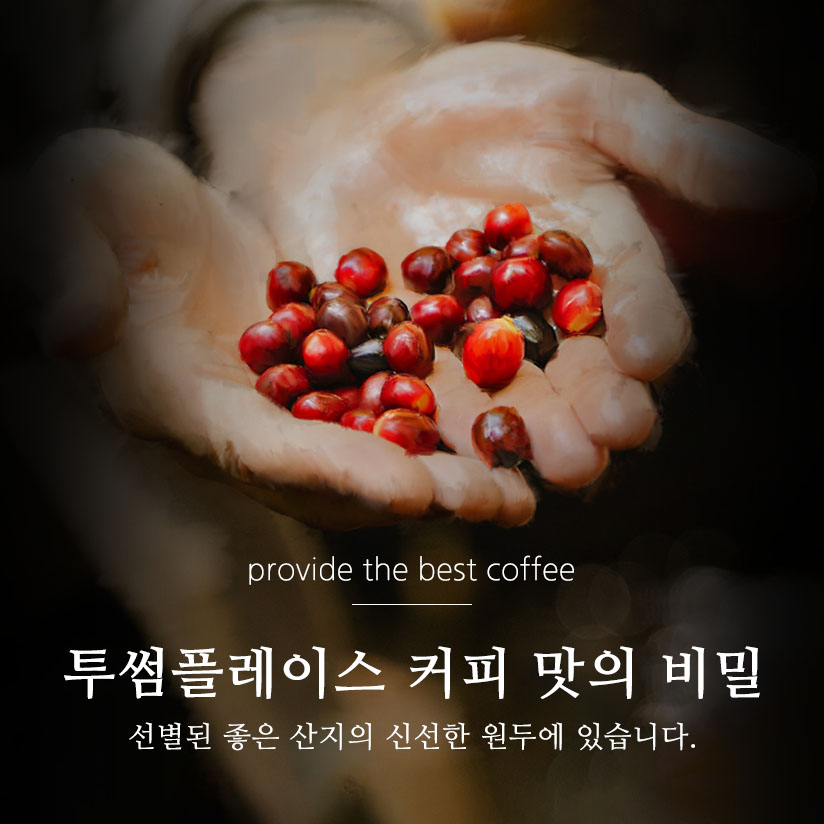 provide the best coffee
투썸플레이스 커피 맛의 비밀
선별된 좋은 산지의 신선한 원두에 있습니다.